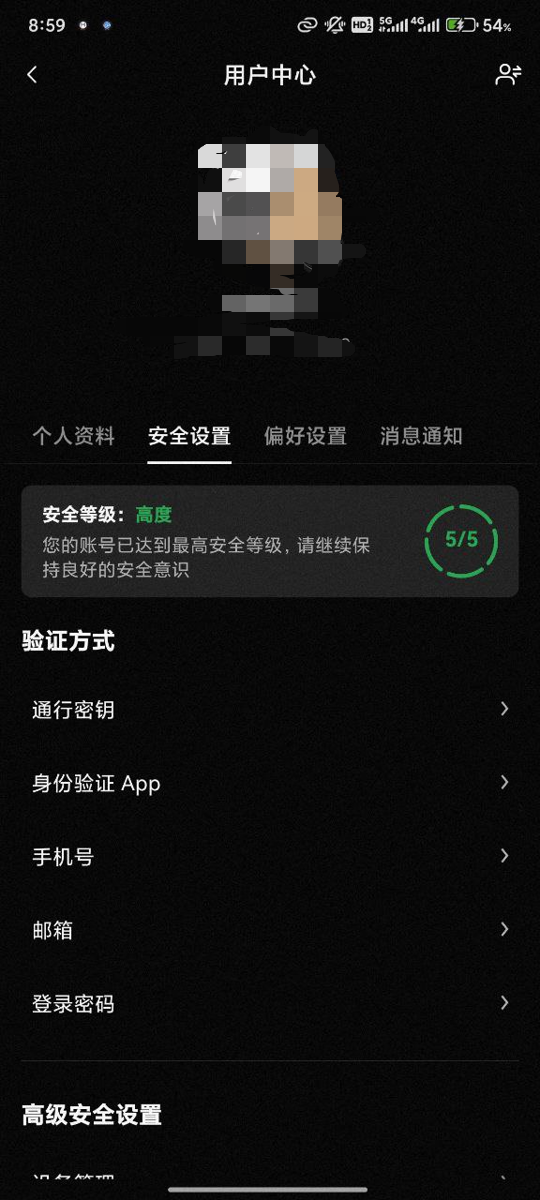 8:59 HD 5G 4G 54%
用户中心
个人资料 安全设置 偏好设置 消息通知
安全等级：高度
您的账号已达到最高安全等级，请继续保
持良好的安全意识
5/5
验证方式
通行密钥
身份验证 App
手机号
邮箱
登录密码
高级安全设置